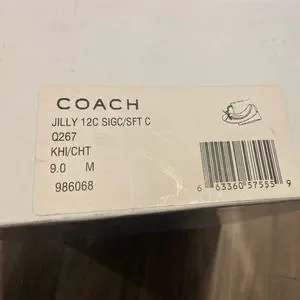 COACH
JILLY 12C SIGC/SFT C
Q267
KHI/CHT
9.0 M
986068
6 63360 57555 9